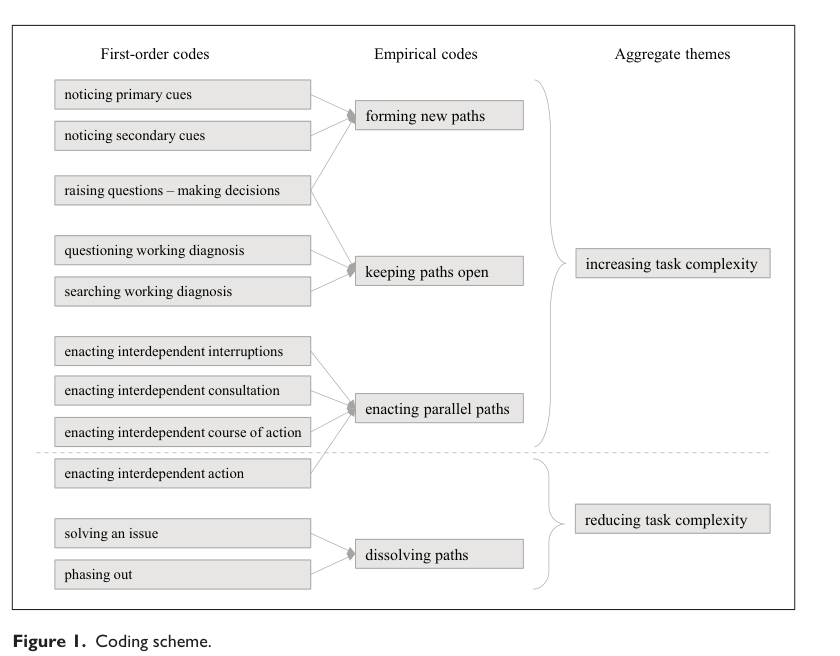 First-order codes
Empirical codes
Aggregate themes
noticing primary cues
noticing secondary cues
raising questions – making decisions
questioning working diagnosis
searching working diagnosis
enacting interdependent interruptions
enacting interdependent consultation
enacting interdependent course of action
enacting interdependent action
solving an issue
phasing out
forming new paths
keeping paths open
enacting parallel paths
dissolving paths
increasing task complexity
reducing task complexity
Figure 1. Coding scheme.